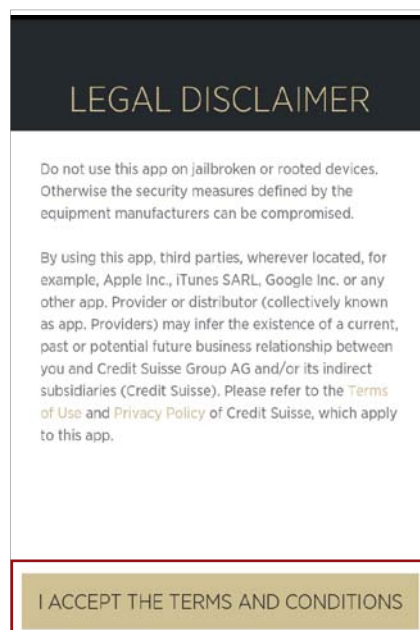 LEGAL DISCLAIMER
Do not use this app on jailbroken or rooted devices.
Otherwise the security measures defined by the
equipment manufacturers can be compromised.
By using this app, third parties, wherever located, for
example, Apple Inc., iTunes SARL, Google Inc. or any
other app. Provider or distributor (collectively known
as app. Providers) may infer the existence of a current,
past or potential future business relationship between
you and Credit Suisse Group AG and/or its indirect
subsidiaries (Credit Suisse). Please refer to the Terms
of Use and Privacy Policy of Credit Suisse, which apply
to this app.
I ACCEPT THE TERMS AND CONDITIONS